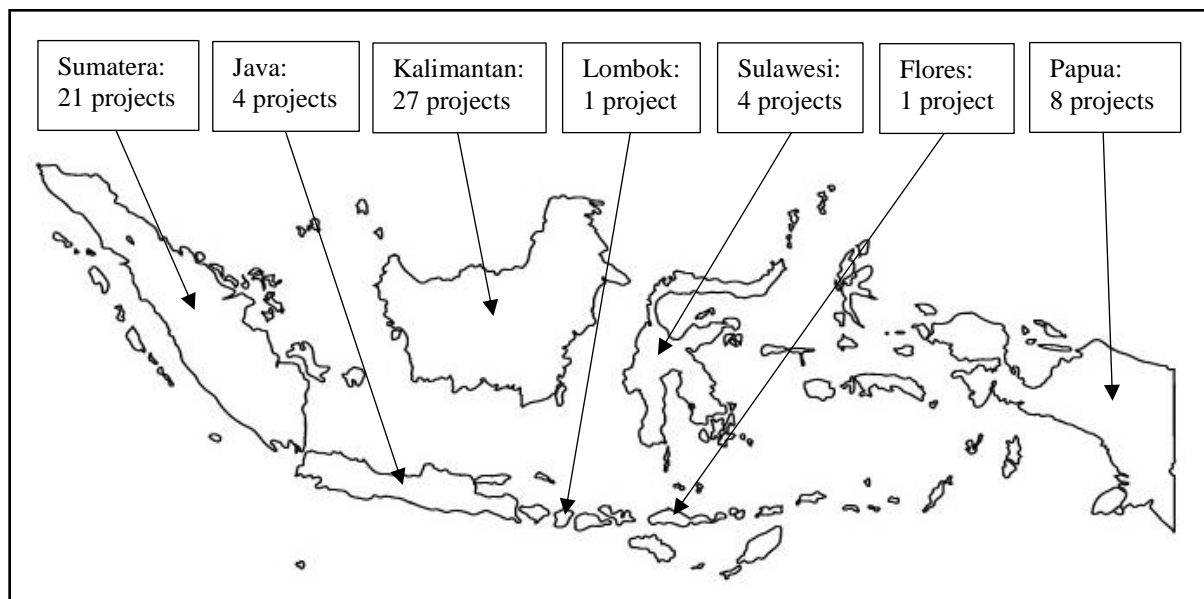 Sumatera:
21 projects
Java:
4 projects
Kalimantan:
27 projects
Lombok:
1 project
Sulawesi:
4 projects
Flores:
1 project
Papua:
8 projects